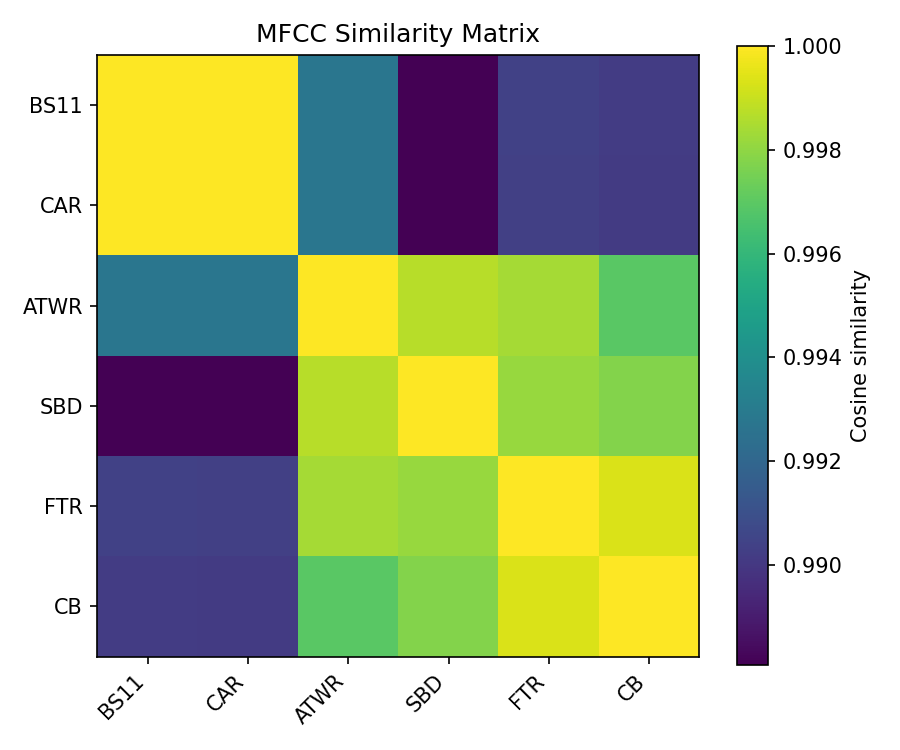 MFCC Similarity Matrix
BS11
CAR
ATWR
SBD
FTR
CB
BS11
CAR
ATWR
SBD
FTR
CB
1.000
0.998
0.996
0.994
0.992
0.990
Cosine similarity